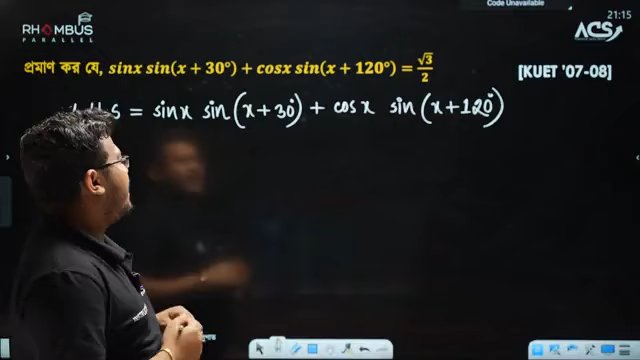 Code Unavailable
21:15
RHOMBUS
PARALLEL
ACS
প্রমাণ কর যে, sinx sin(x + 30°) + cosx sin(x + 120°) = √3/2
[KUET '07-08]
= sinx sin(x+30°) + cosx sin(x+120°)